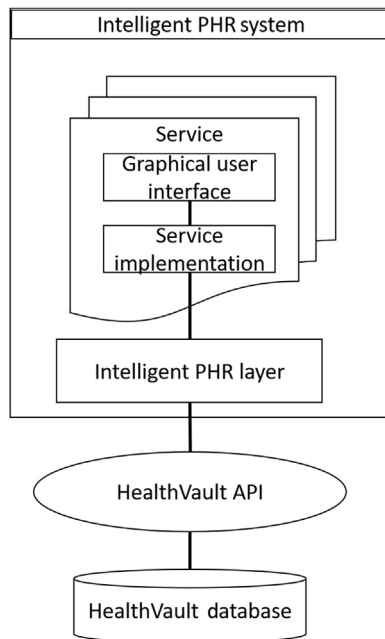 Intelligent PHR system
Service
Graphical user
interface
Service
implementation
Intelligent PHR layer
HealthVault API
HealthVault database